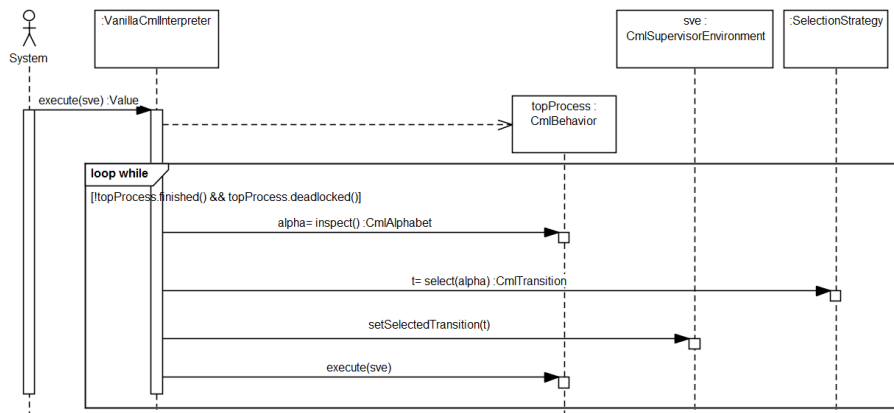 :VanillaCmlInterpreter
sve :
CmlSupervisorEnvironment
:SelectionStrategy
System
execute(sve) :Value
topProcess :
CmlBehavior
loop while
[!topProcess.finished() && topProcess.deadlocked()]
alpha= inspect() :CmlAlphabet
t= select(alpha) :CmlTransition
setSelectedTransition(t)
execute(sve)